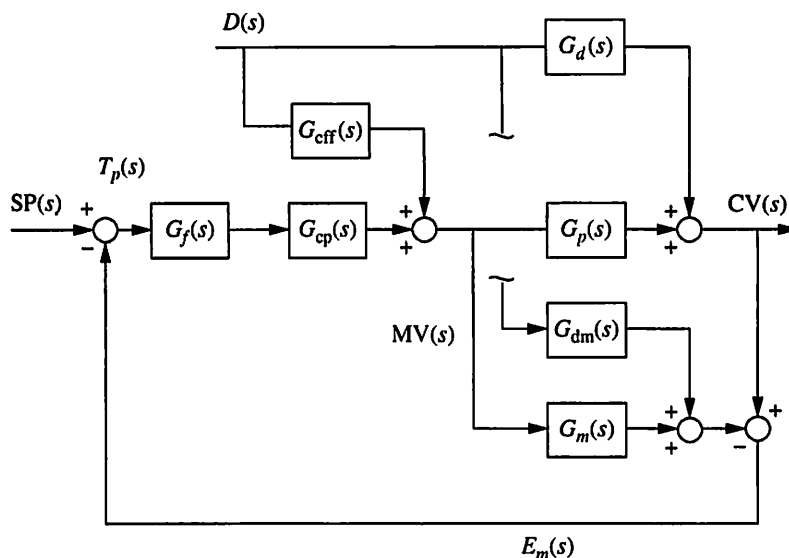 D(s)
G_d(s)
G_cff(s)
T_p(s)
SP(s)
+
−
G_f(s)
G_cp(s)
+
+
G_p(s)
+
+
CV(s)
MV(s)
G_dm(s)
G_m(s)
+
+
+
−
E_m(s)